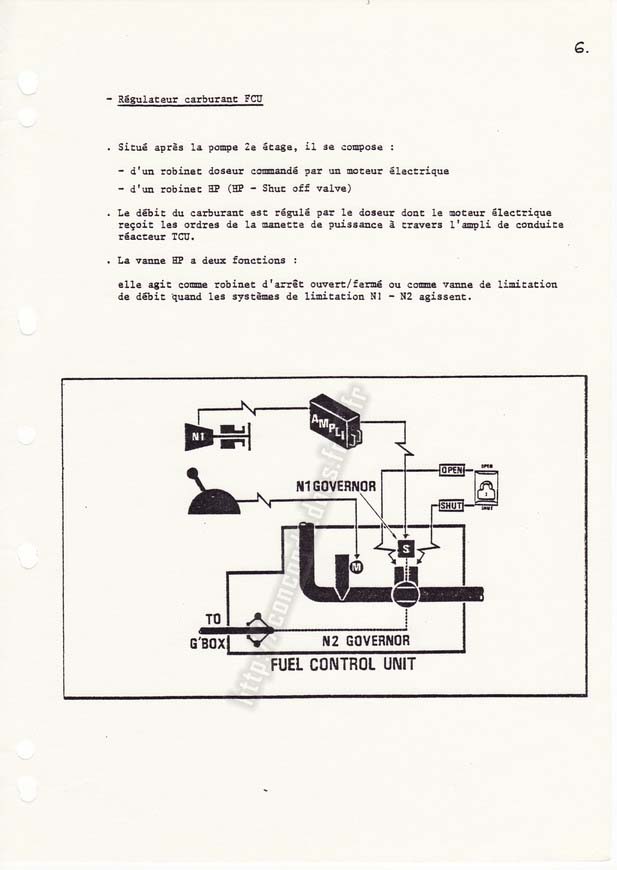 6.
- Régulateur carburant FCU
. Situé après la pompe 2e étage, il se compose :
- d'un robinet doseur commandé par un moteur électrique
- d'un robinet HP (HP - Shut off valve)
. Le débit du carburant est régulé par le doseur dont le moteur électrique
reçoit les ordres de la manette de puissance à travers l'ampli de conduite
réacteur TCU.
. La vanne HP a deux fonctions :
elle agit comme robinet d'arrêt ouvert/fermé ou comme vanne de limitation
de débit quand les systèmes de limitation N1 - N2 agissent.
N1
AMPLI
N1 GOVERNOR
OPEN
OPEN
SHUT
SHUT
S
M
TO
G'BOX
N2 GOVERNOR
FUEL CONTROL UNIT